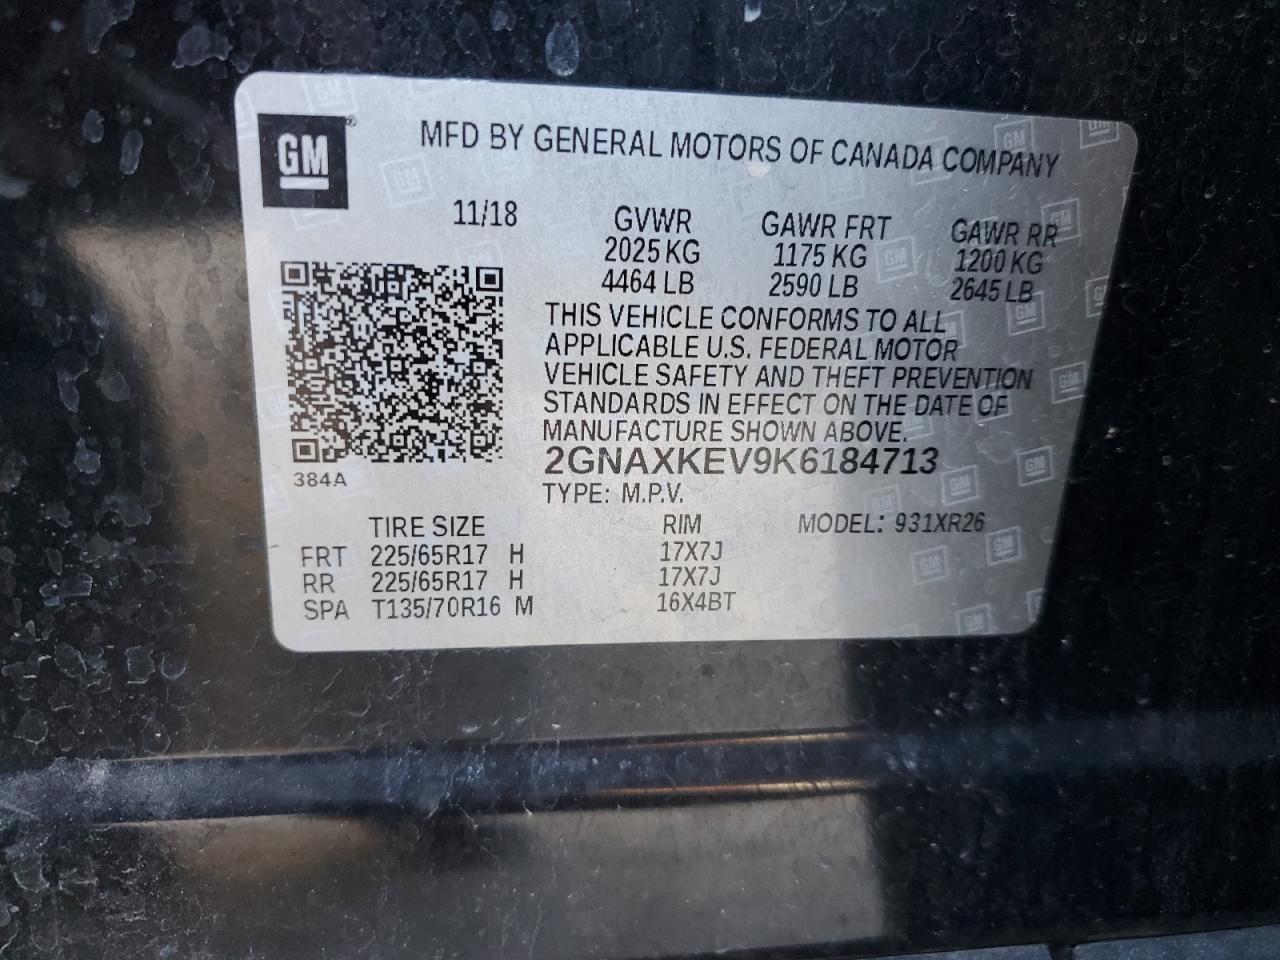 GM®
MFD BY GENERAL MOTORS OF CANADA COMPANY
11/18
GVWR GAWR FRT GAWR RR
2025 KG 1175 KG 1200 KG
4464 LB 2590 LB 2645 LB
THIS VEHICLE CONFORMS TO ALL
APPLICABLE U.S. FEDERAL MOTOR
VEHICLE SAFETY AND THEFT PREVENTION
STANDARDS IN EFFECT ON THE DATE OF
MANUFACTURE SHOWN ABOVE.
2GNAXKEV9K6184713
384A
TYPE: M.P.V.
TIRE SIZE RIM MODEL: 931XR26
FRT 225/65R17 H 17X7J
RR 225/65R17 H 17X7J
SPA T135/70R16 M 16X4BT